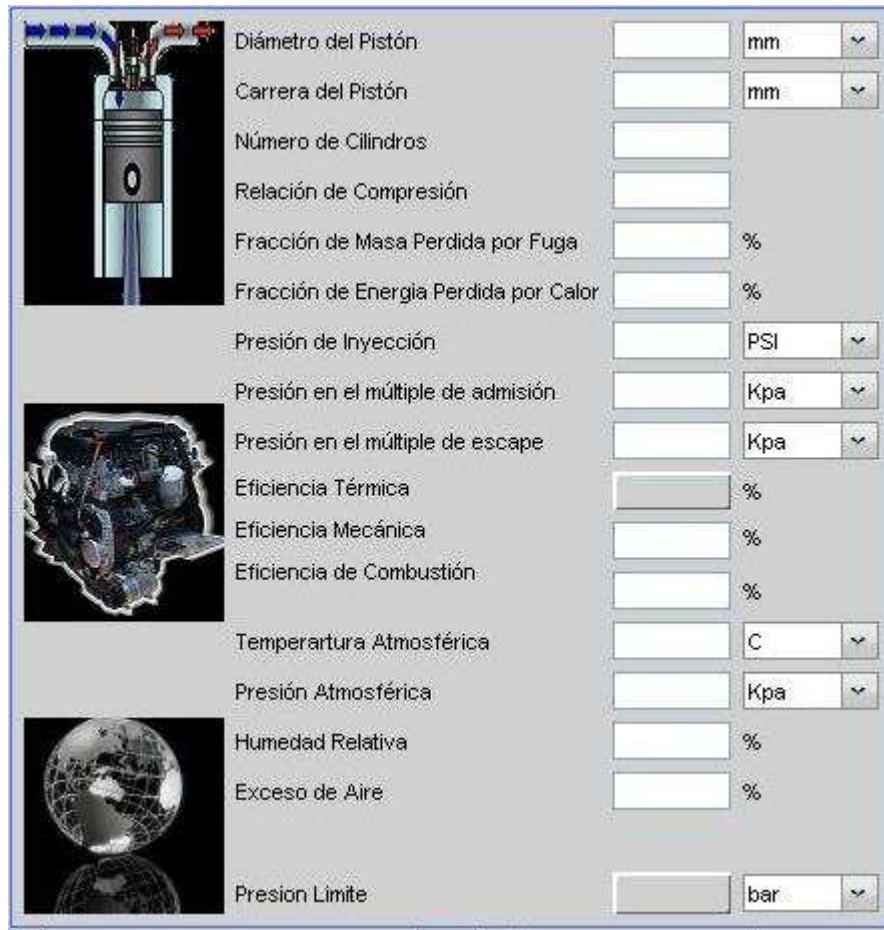 Diámetro del Pistón mm
Carrera del Pistón mm
Número de Cilindros
Relación de Compresión
Fracción de Masa Perdida por Fuga %
Fracción de Energia Perdida por Calor %
Presión de Inyección PSI
Presión en el múltiple de admisión Kpa
Presión en el múltiple de escape Kpa
Eficiencia Térmica %
Eficiencia Mecánica %
Eficiencia de Combustión %
Temperartura Atmosférica C
Presión Atmosférica Kpa
Humedad Relativa %
Exceso de Aire %
Presion Limite bar